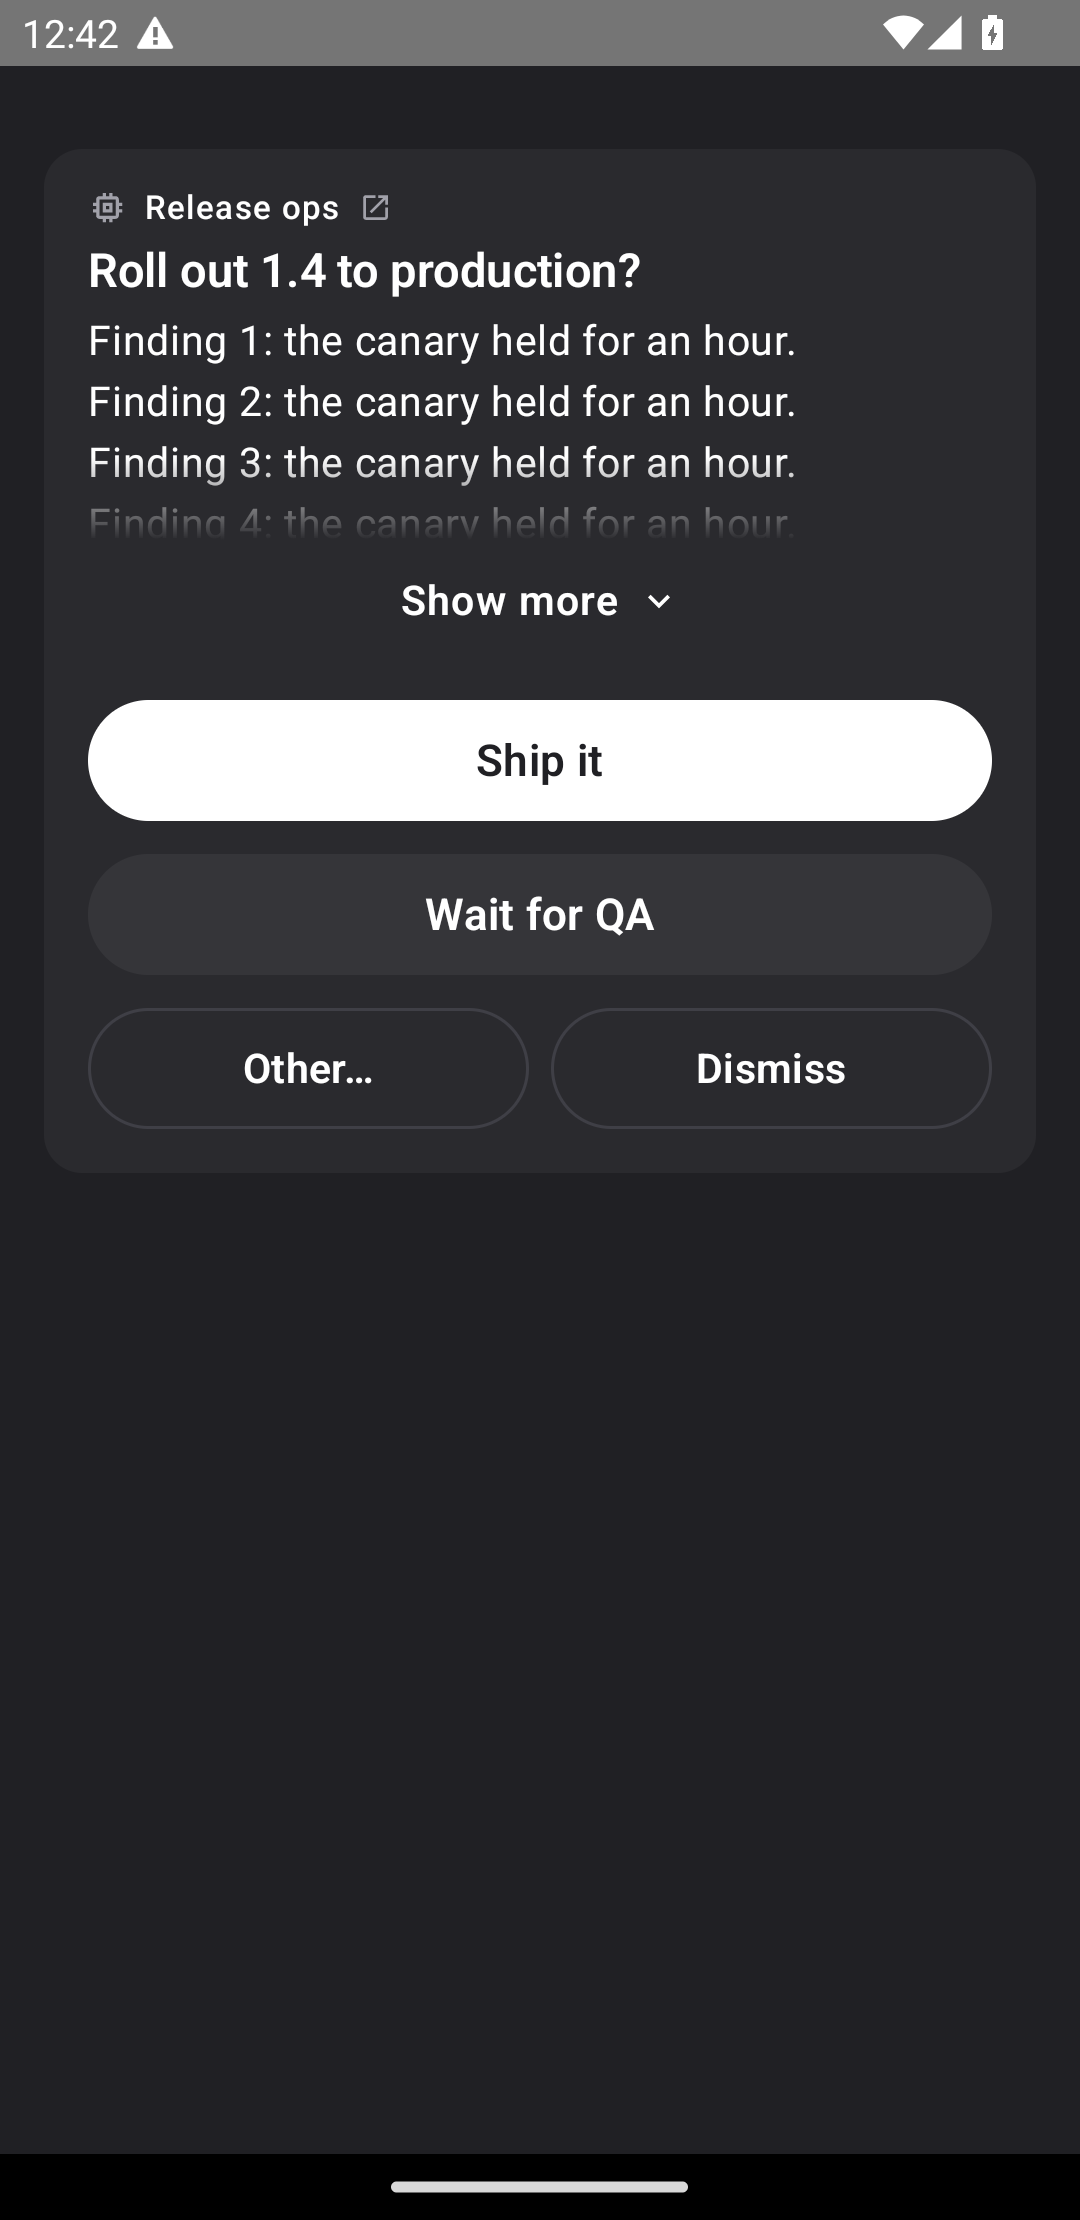 12:42
Release ops
Roll out 1.4 to production?
Finding 1: the canary held for an hour.
Finding 2: the canary held for an hour.
Finding 3: the canary held for an hour.
Finding 4: the canary held for an hour.
Show more
Ship it
Wait for QA
Other…
Dismiss